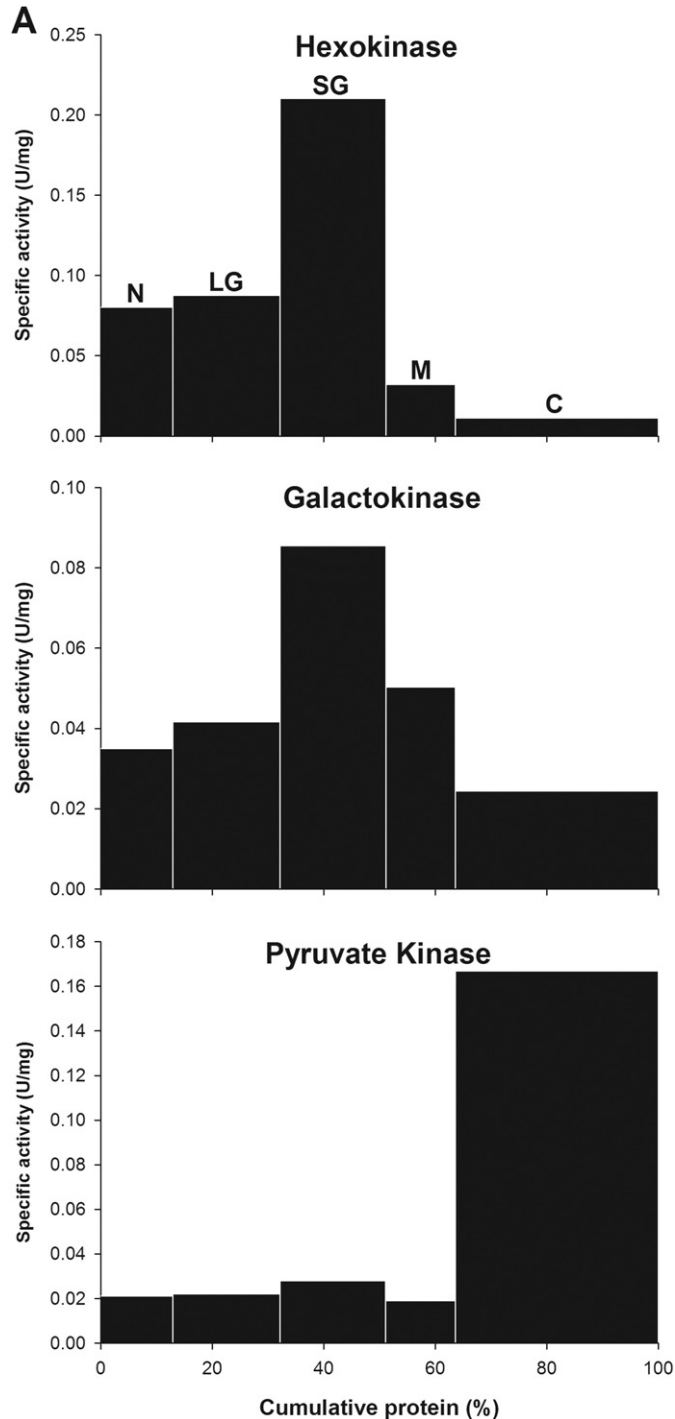 A
Hexokinase
Specific activity (U/mg)
0.25
0.20
0.15
0.10
0.05
0.00
N
LG
SG
M
C
Galactokinase
Specific activity (U/mg)
0.10
0.08
0.06
0.04
0.02
0.00
Pyruvate Kinase
Specific activity (U/mg)
0.18
0.16
0.14
0.12
0.10
0.08
0.06
0.04
0.02
0.00
0 20 40 60 80 100
Cumulative protein (%)